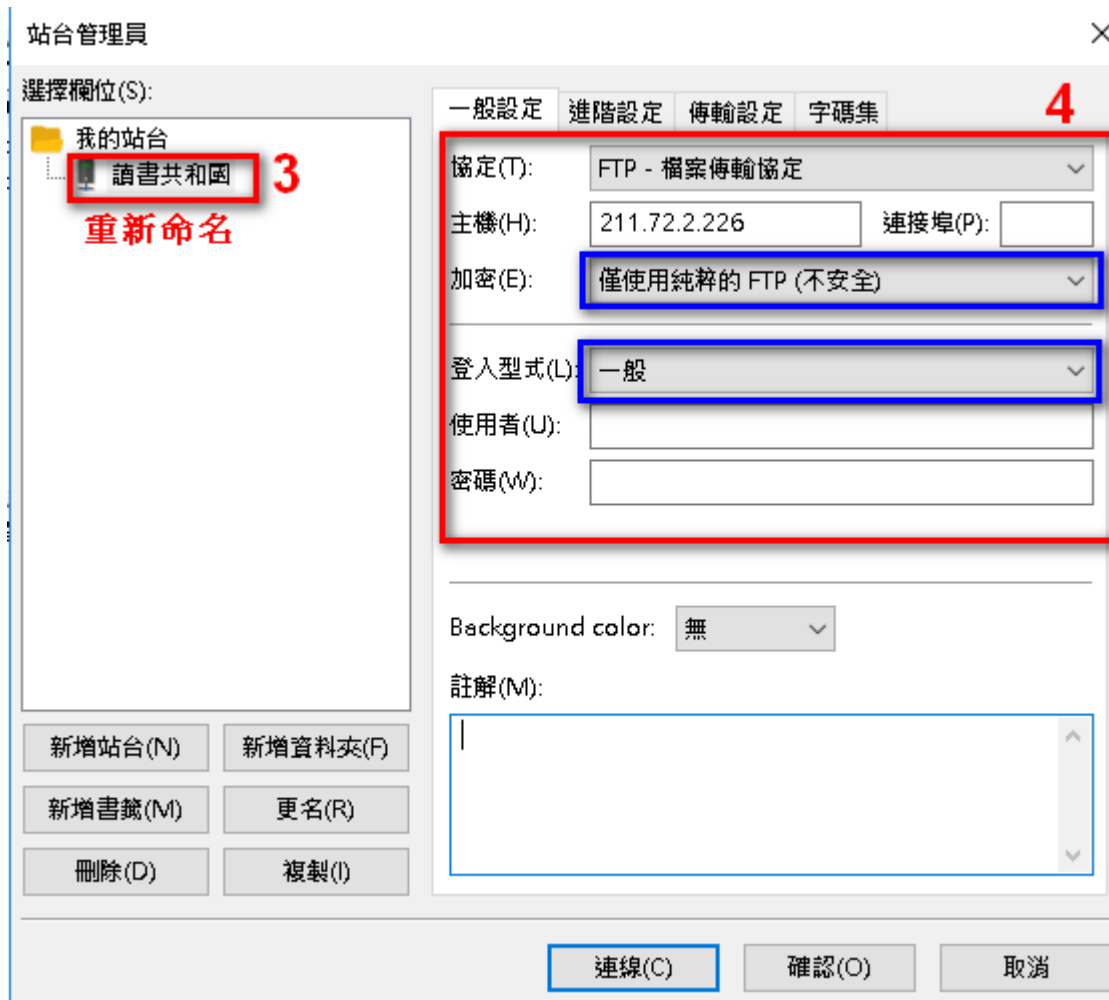 站台管理員
選擇欄位(S):
我的站台
讀書共和國
3
重新命名
新增站台(N)
新增資料夾(F)
新增書籤(M)
更名(R)
刪除(D)
複製(I)
一般設定
進階設定
傳輸設定
字碼集
4
協定(T):
FTP - 檔案傳輸協定
主機(H):
211.72.2.226
連接埠(P):
加密(E):
僅使用純粹的 FTP (不安全)
登入型式(L):
一般
使用者(U):
密碼(W):
Background color:
無
註解(M):
連線(C)
確認(O)
取消